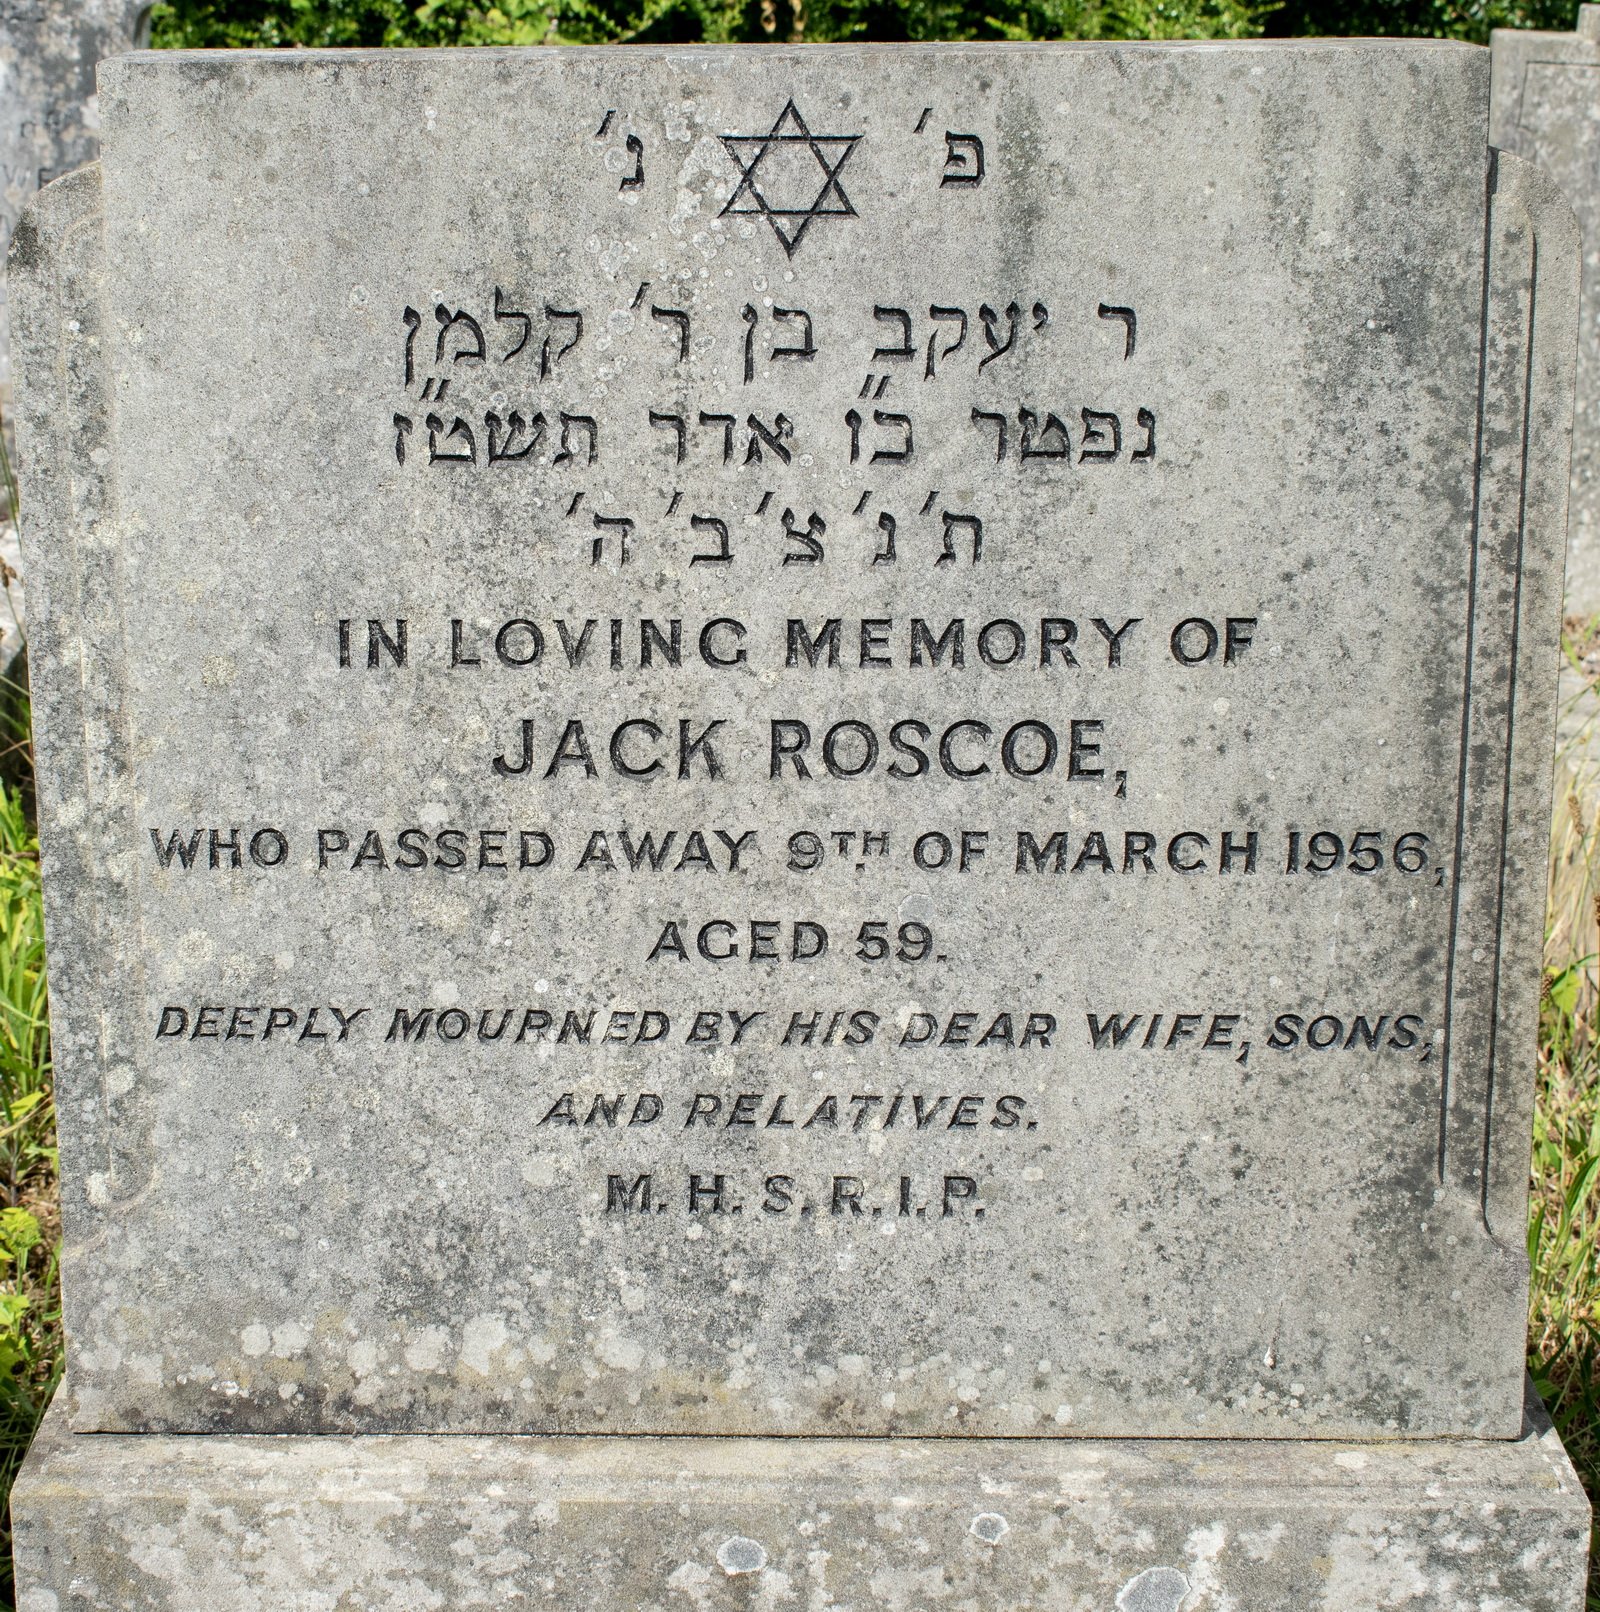 פ' נ'
ר יעקב בן ר' קלמן
נפטר כ"ו אדר תשט"ז
ת' נ' צ' ב' ה'
IN LOVING MEMORY OF
JACK ROSCOE,
WHO PASSED AWAY 9TH. OF MARCH 1956,
AGED 59.
DEEPLY MOURNED BY HIS DEAR WIFE, SONS,
AND RELATIVES.
M. H. S. R. I. P.